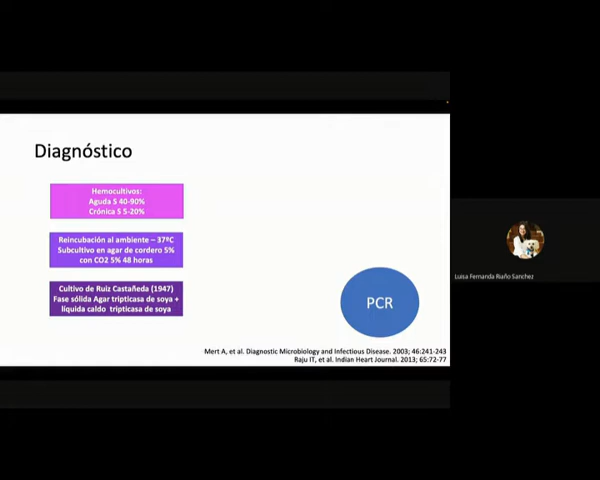 Diagnóstico
Hemocultivos:
Aguda S 40-90%
Crónica S 5-20%
Reincubación al ambiente – 37ºC
Subcultivo en agar de cordero 5%
con CO2 5% 48 horas
Cultivo de Ruiz Castañeda (1947)
Fase sólida Agar tripticasa de soya +
líquida caldo tripticasa de soya
PCR
Mert A, et al. Diagnostic Microbiology and Infectious Disease. 2003; 46:241-243
Raju IT, et al. Indian Heart Journal. 2013; 65:72-77
Luisa Fernanda Riaño Sanchez